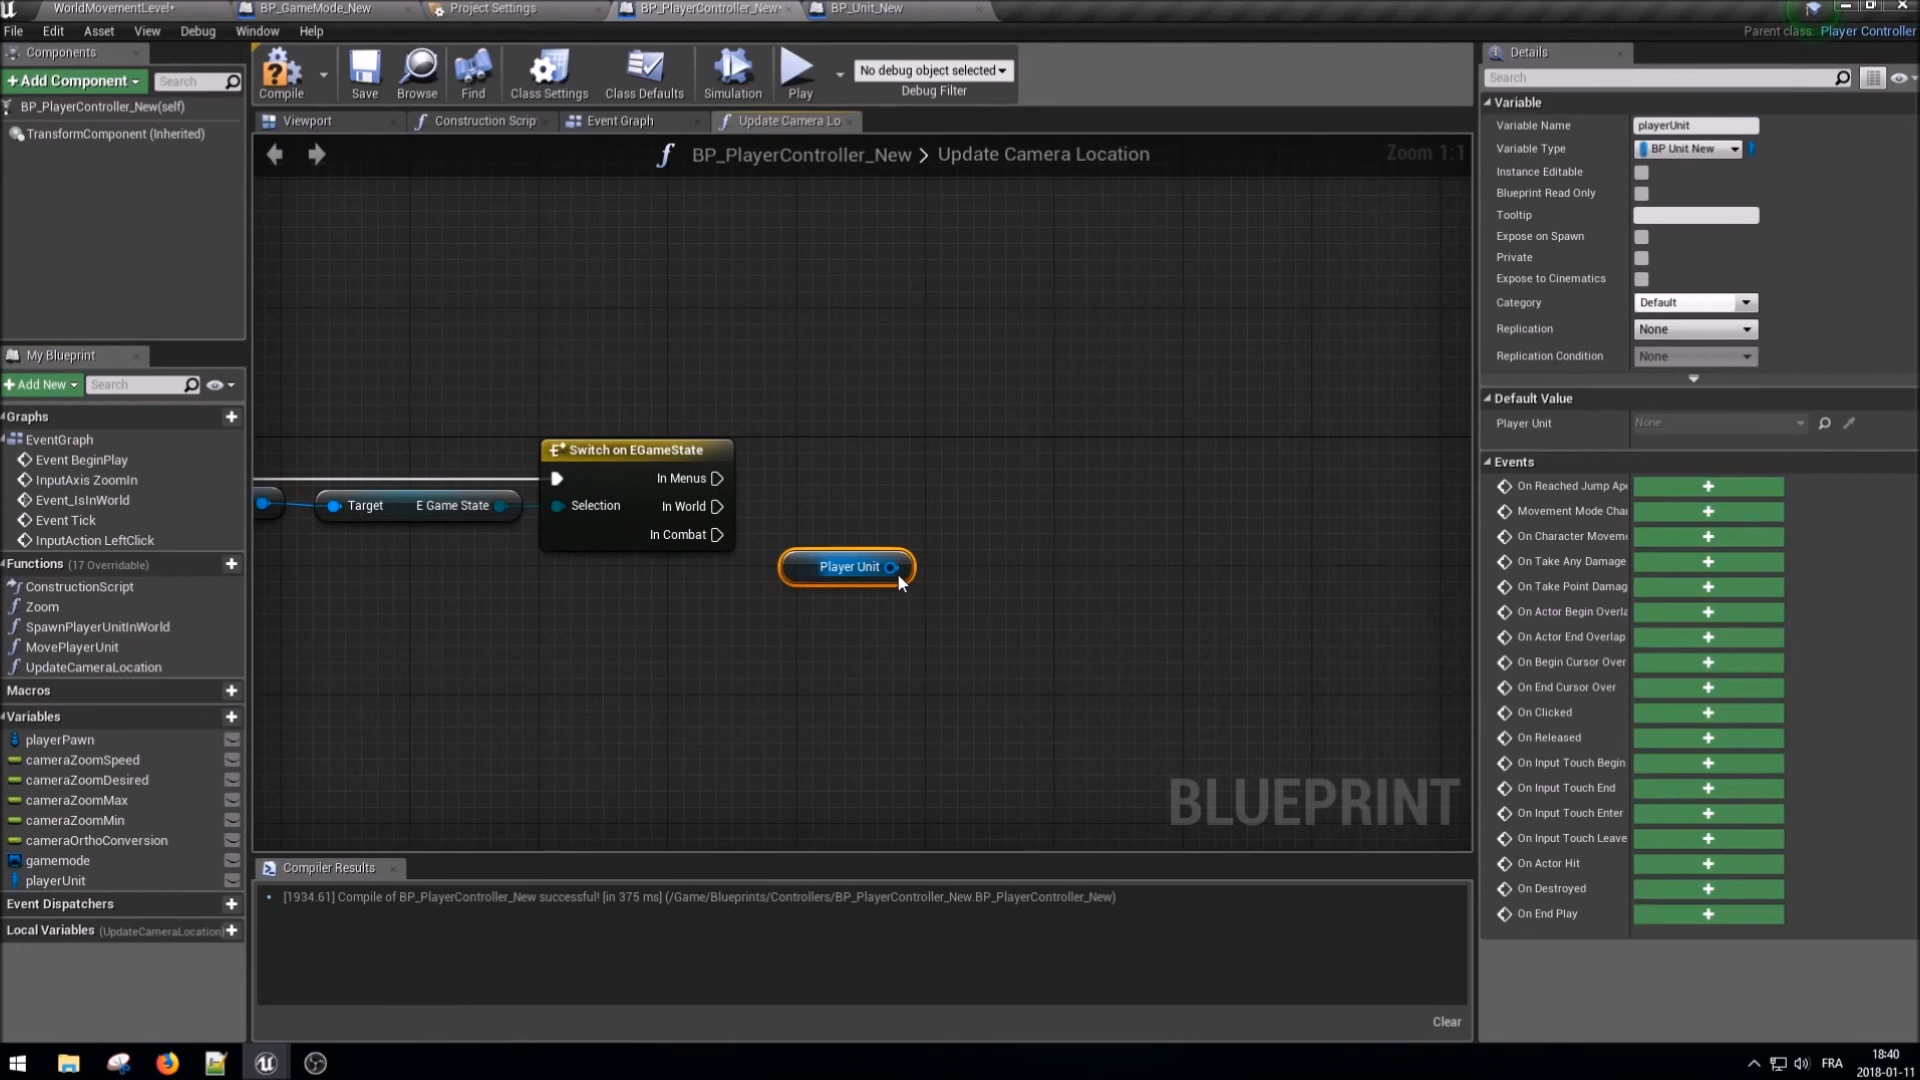 WorldMovementLevel*
BP_GameMode_New
Project Settings
BP_PlayerController_New*
BP_Unit_New
File Edit Asset View Debug Window Help
Parent class: Player Controller
Components
+Add Component
Search
BP_PlayerController_New(self)
TransformComponent (Inherited)
Compile
Save
Browse
Find
Class Settings
Class Defaults
Simulation
Play
No debug object selected
Debug Filter
Viewport
Construction Scrip
Event Graph
Update Camera Lo
BP_PlayerController_New > Update Camera Location
Zoom 1:1
Switch on EGameState
In Menus
Target
E Game State
Selection
In World
In Combat
Player Unit
BLUEPRINT
My Blueprint
+Add New
Search
Graphs
EventGraph
Event BeginPlay
InputAxis ZoomIn
Event_IsInWorld
Event Tick
InputAction LeftClick
Functions (17 Overridable)
ConstructionScript
Zoom
SpawnPlayerUnitInWorld
MovePlayerUnit
UpdateCameraLocation
Macros
Variables
playerPawn
cameraZoomSpeed
cameraZoomDesired
cameraZoomMax
cameraZoomMin
cameraOrthoConversion
gamemode
playerUnit
Event Dispatchers
Local Variables (UpdateCameraLocation)
Compiler Results
[1934.61] Compile of BP_PlayerController_New successful! [in 375 ms] (/Game/Blueprints/Controllers/BP_PlayerController_New.BP_PlayerController_New)
Clear
Details
Search
Variable
Variable Name playerUnit
Variable Type BP Unit New
Instance Editable
Blueprint Read Only
Tooltip
Expose on Spawn
Private
Expose to Cinematics
Category Default
Replication None
Replication Condition None
Default Value
Player Unit None
Events
On Reached Jump Ape
Movement Mode Chan
On Character Moveme
On Take Any Damage
On Take Point Damag
On Actor Begin Overla
On Actor End Overlap
On Begin Cursor Over
On End Cursor Over
On Clicked
On Released
On Input Touch Begin
On Input Touch End
On Input Touch Enter
On Input Touch Leave
On Actor Hit
On Destroyed
On End Play
FRA
18:40
2018-01-11